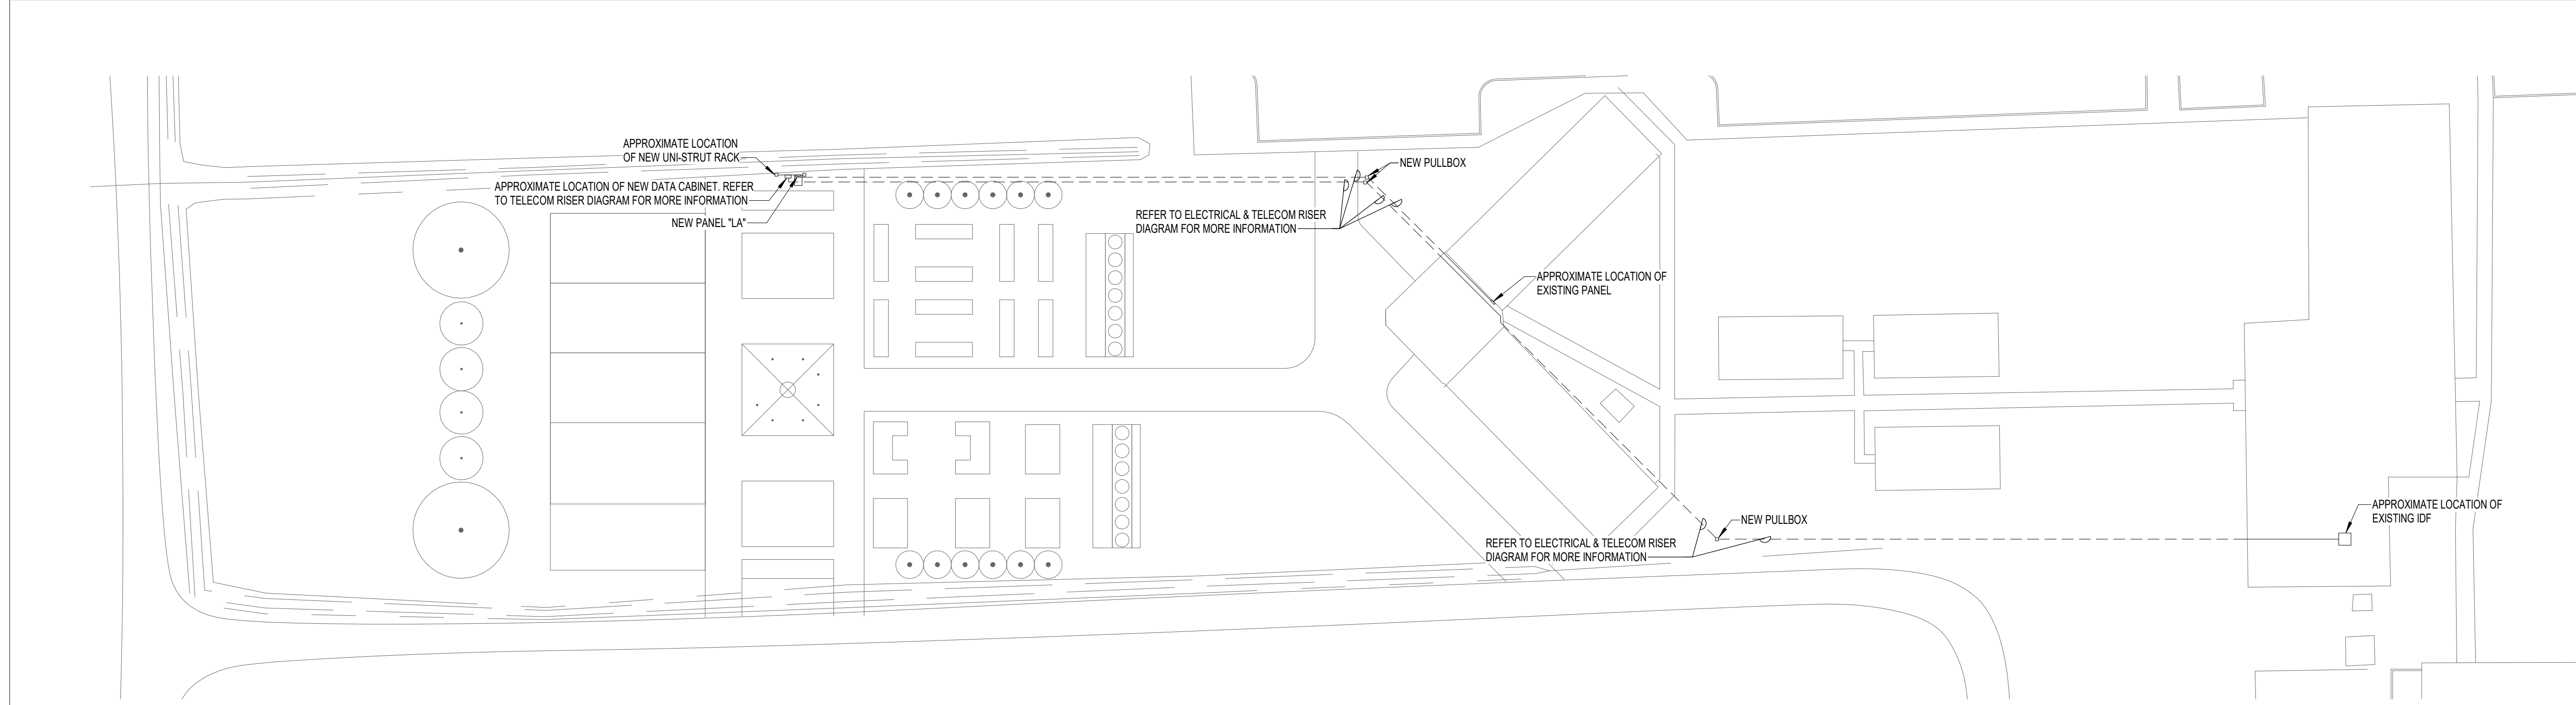 APPROXIMATE LOCATION
OF NEW UNI-STRUT RACK
APPROXIMATE LOCATION OF NEW DATA CABINET. REFER
TO TELECOM RISER DIAGRAM FOR MORE INFORMATION
NEW PANEL "LA"
NEW PULLBOX
REFER TO ELECTRICAL & TELECOM RISER
DIAGRAM FOR MORE INFORMATION
APPROXIMATE LOCATION OF
EXISTING PANEL
NEW PULLBOX
REFER TO ELECTRICAL & TELECOM RISER
DIAGRAM FOR MORE INFORMATION
APPROXIMATE LOCATION OF
EXISTING IDF